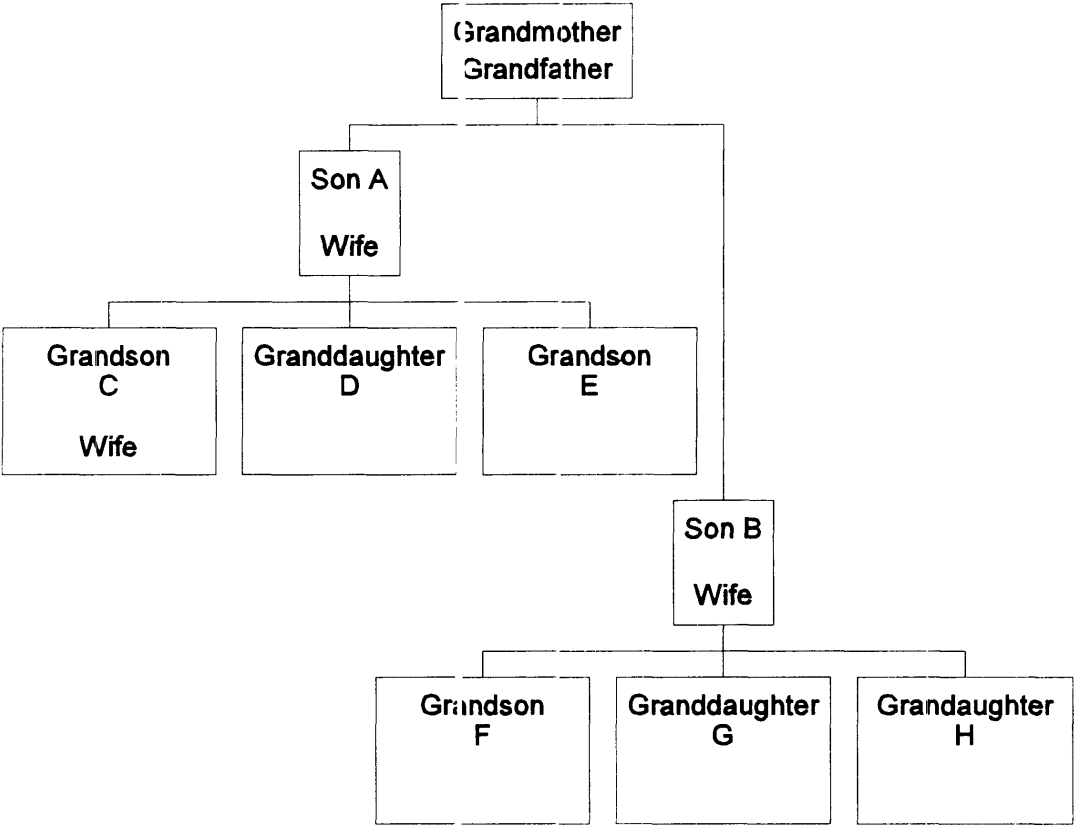 Grandmother
Grandfather
Son A
Wife
Grandson
C
Wife
Granddaughter
D
Grandson
E
Son B
Wife
Grandson
F
Granddaughter
G
Grandaughter
H